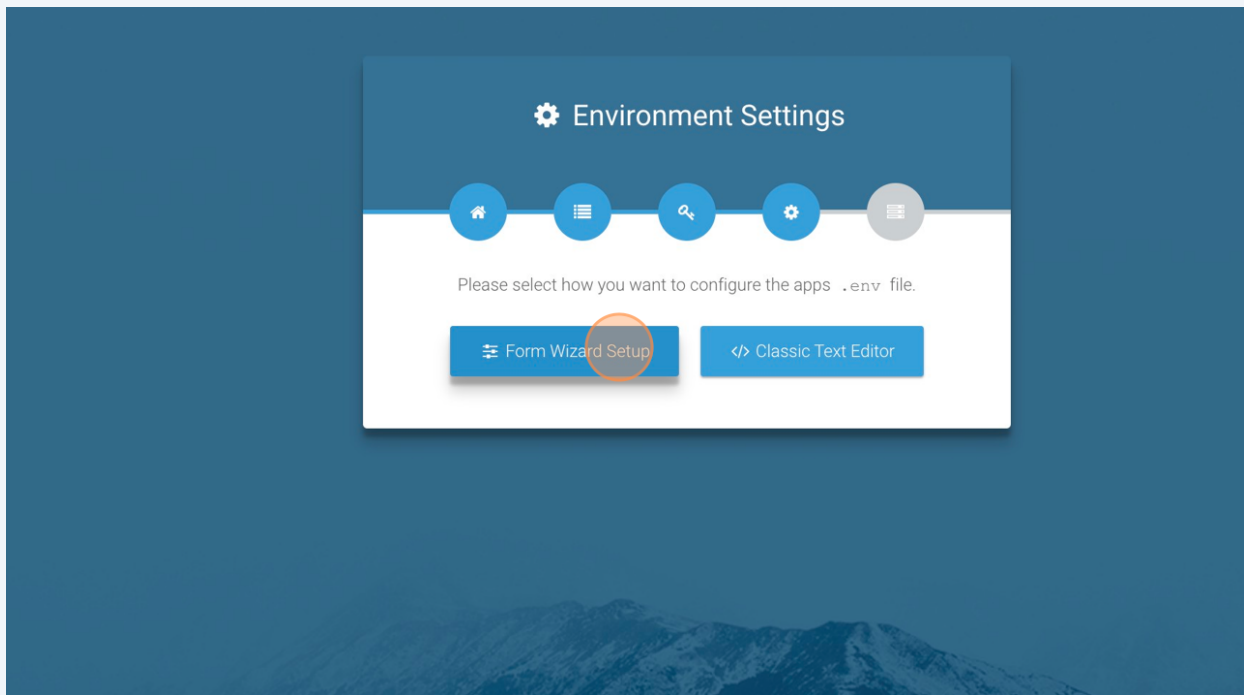 Environment Settings
Please select how you want to configure the apps .env file.
Form Wizard Setup
</> Classic Text Editor